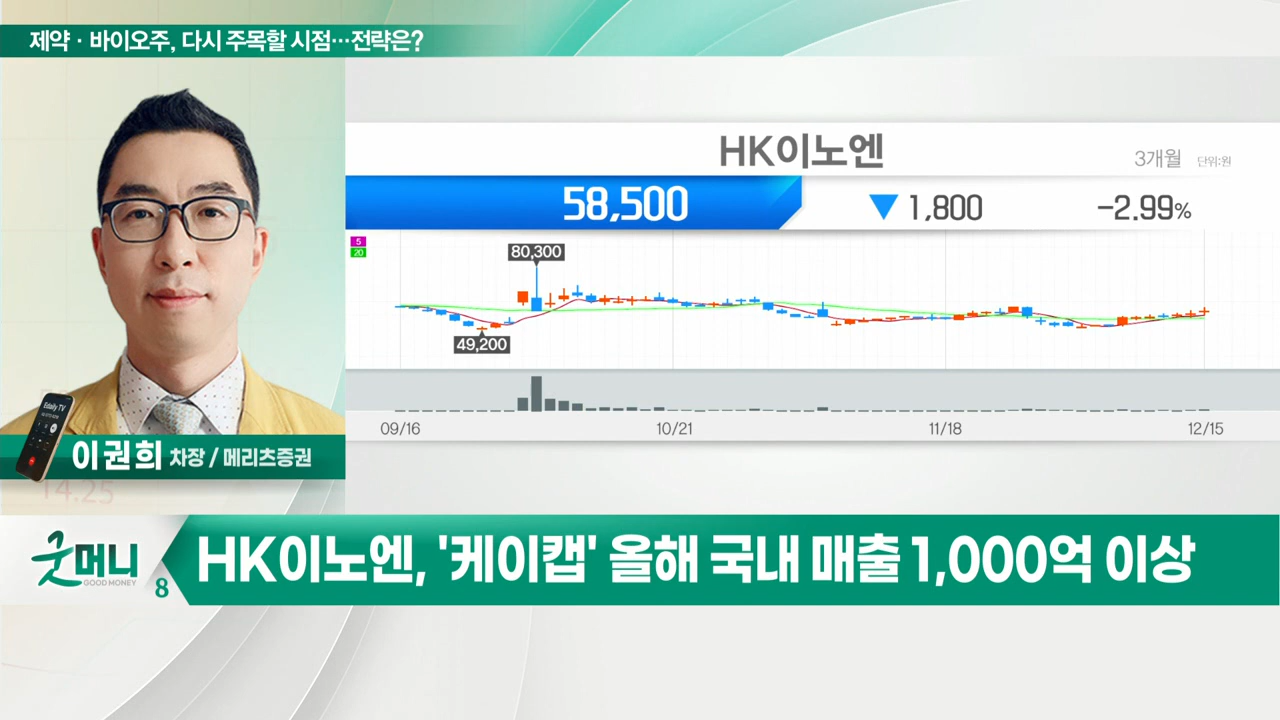 제약·바이오주, 다시 주목할 시점…전략은?
HK이노엔
3개월 단위:원
58,500 ▼ 1,800 -2.99%
5
20
80,300
49,200
09/16 10/21 11/18 12/15
Edaily TV
이권희 차장 / 메리츠증권
14.25
굿머니
GOOD MONEY
8
HK이노엔, '케이캡' 올해 국내 매출 1,000억 이상